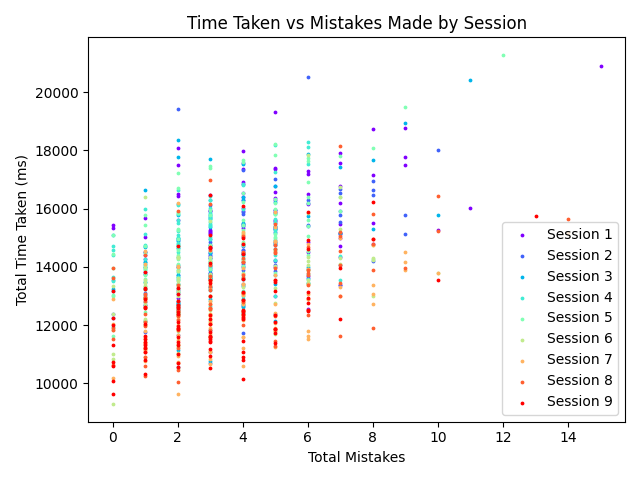 Time Taken vs Mistakes Made by Session
Total Time Taken (ms)
20000
18000
16000
14000
12000
10000
Session 1
Session 2
Session 3
Session 4
Session 5
Session 6
Session 7
Session 8
Session 9
0 2 4 6 8 10 12 14
Total Mistakes